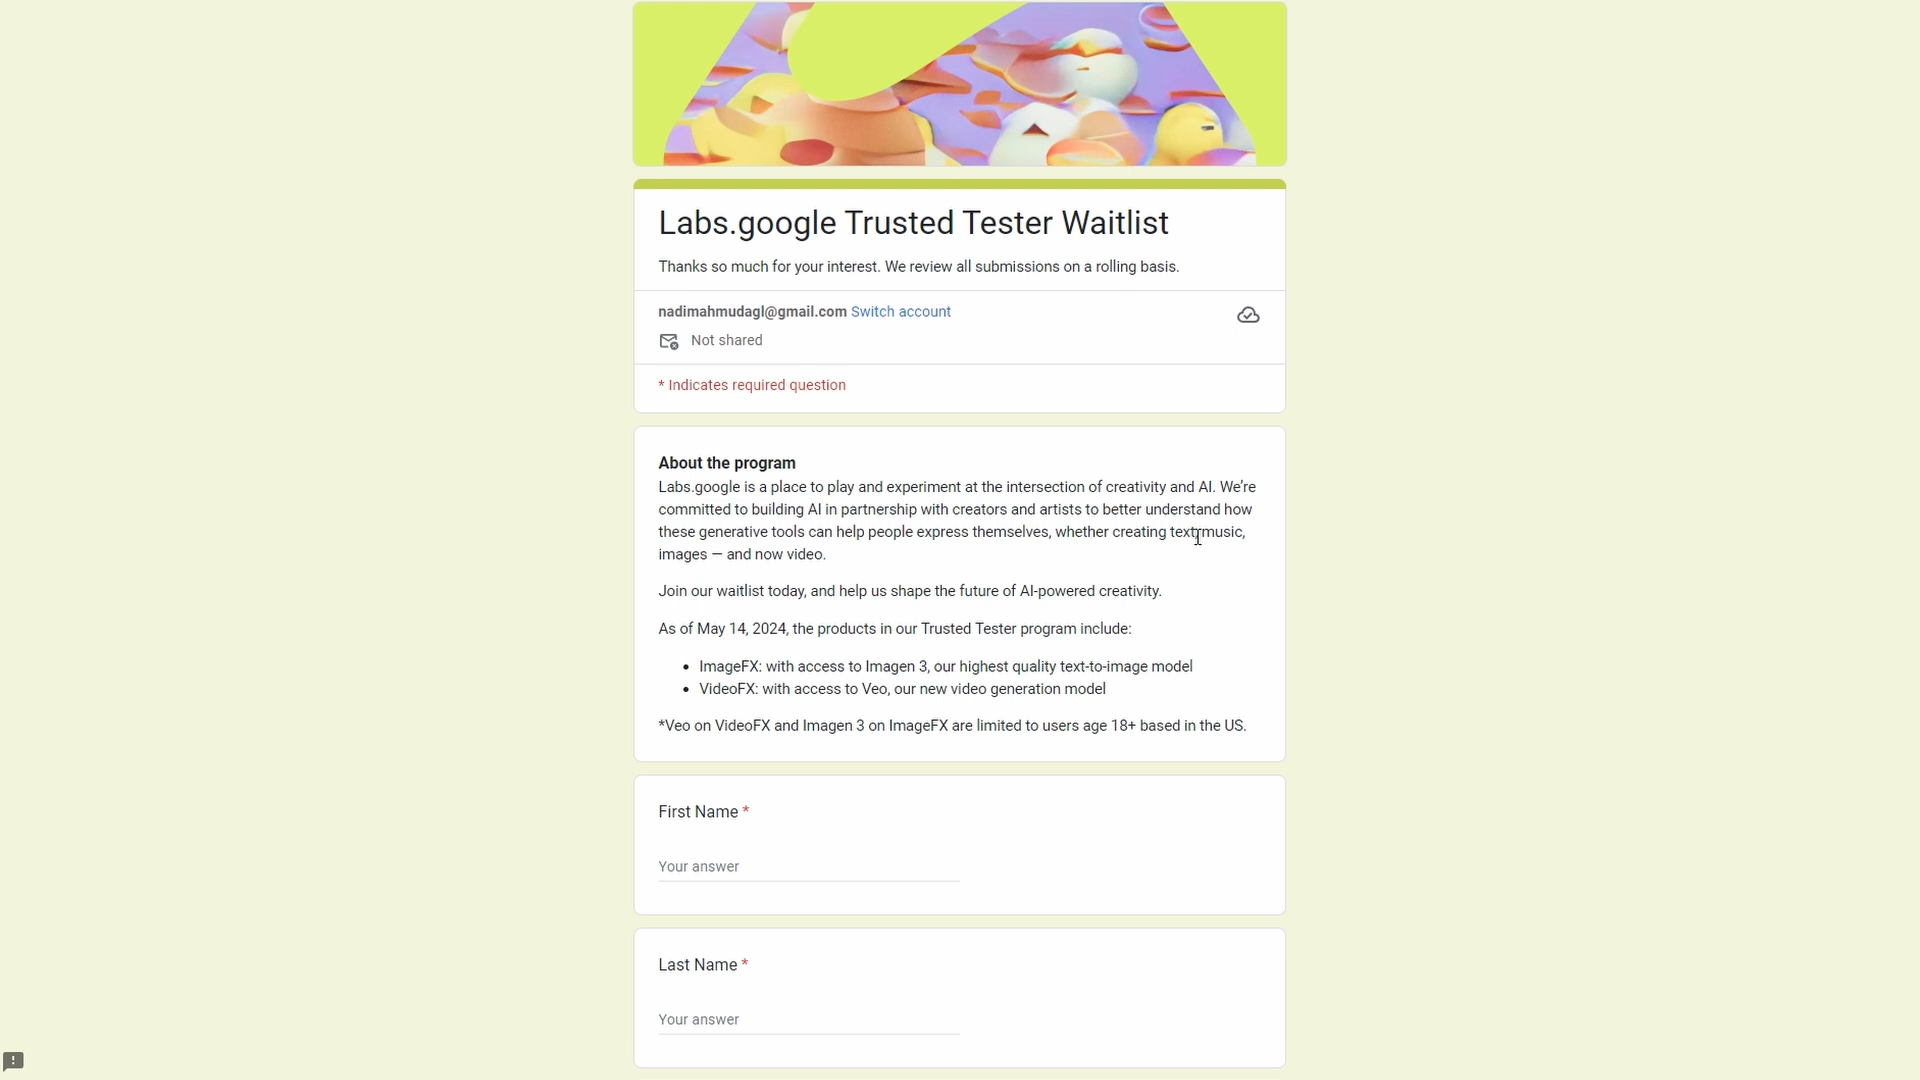 Labs.google Trusted Tester Waitlist
Thanks so much for your interest. We review all submissions on a rolling basis.
nadimahmudagl@gmail.com Switch account
Not shared
* Indicates required question
About the program
Labs.google is a place to play and experiment at the intersection of creativity and AI. We’re
committed to building AI in partnership with creators and artists to better understand how
these generative tools can help people express themselves, whether creating text, music,
images — and now video.
Join our waitlist today, and help us shape the future of AI-powered creativity.
As of May 14, 2024, the products in our Trusted Tester program include:
• ImageFX: with access to Imagen 3, our highest quality text-to-image model
• VideoFX: with access to Veo, our new video generation model
*Veo on VideoFX and Imagen 3 on ImageFX are limited to users age 18+ based in the US.
First Name *
Your answer
Last Name *
Your answer